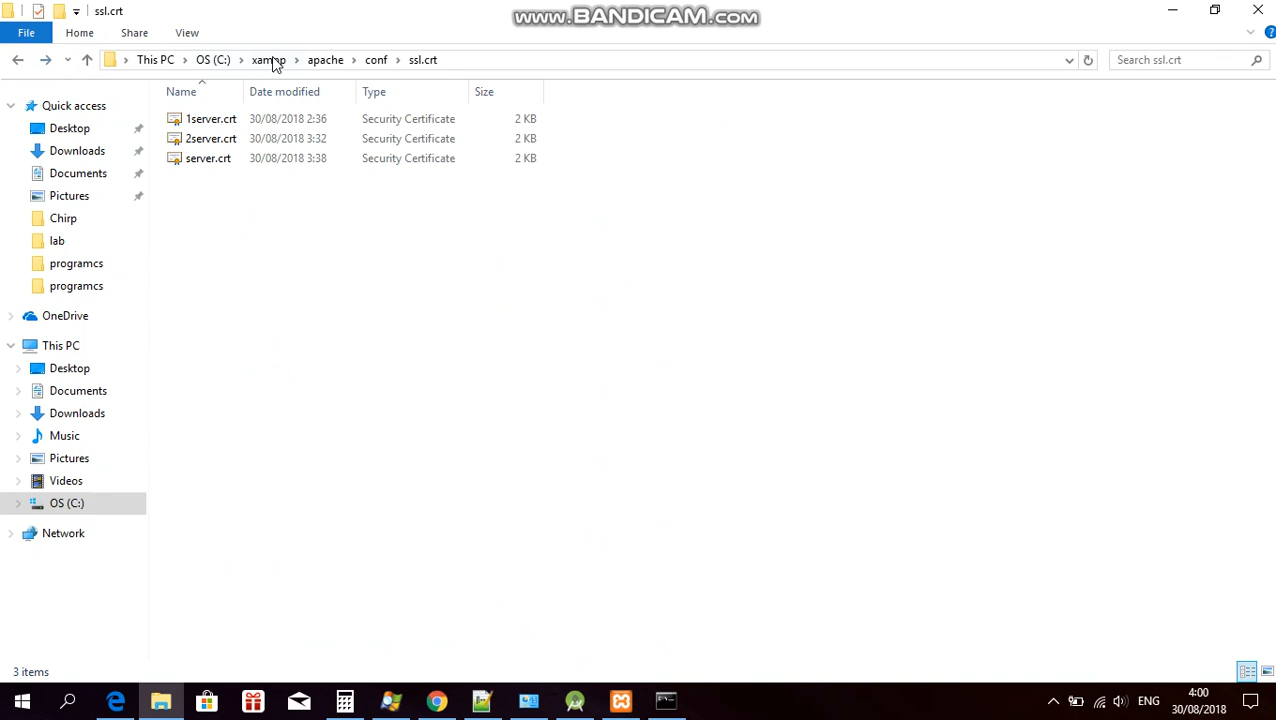 ssl.crt
www.BANDICAM.com
File Home Share View
This PC OS (C:) xampp apache conf ssl.crt
Search ssl.crt
Name Date modified Type Size
1server.crt 30/08/2018 2:36 Security Certificate 2 KB
2server.crt 30/08/2018 3:32 Security Certificate 2 KB
server.crt 30/08/2018 3:38 Security Certificate 2 KB
Quick access
Desktop
Downloads
Documents
Pictures
Chirp
lab
programcs
programcs
OneDrive
This PC
Desktop
Documents
Downloads
Music
Pictures
Videos
OS (C:)
Network
3 items
ENG
4:00
30/08/2018